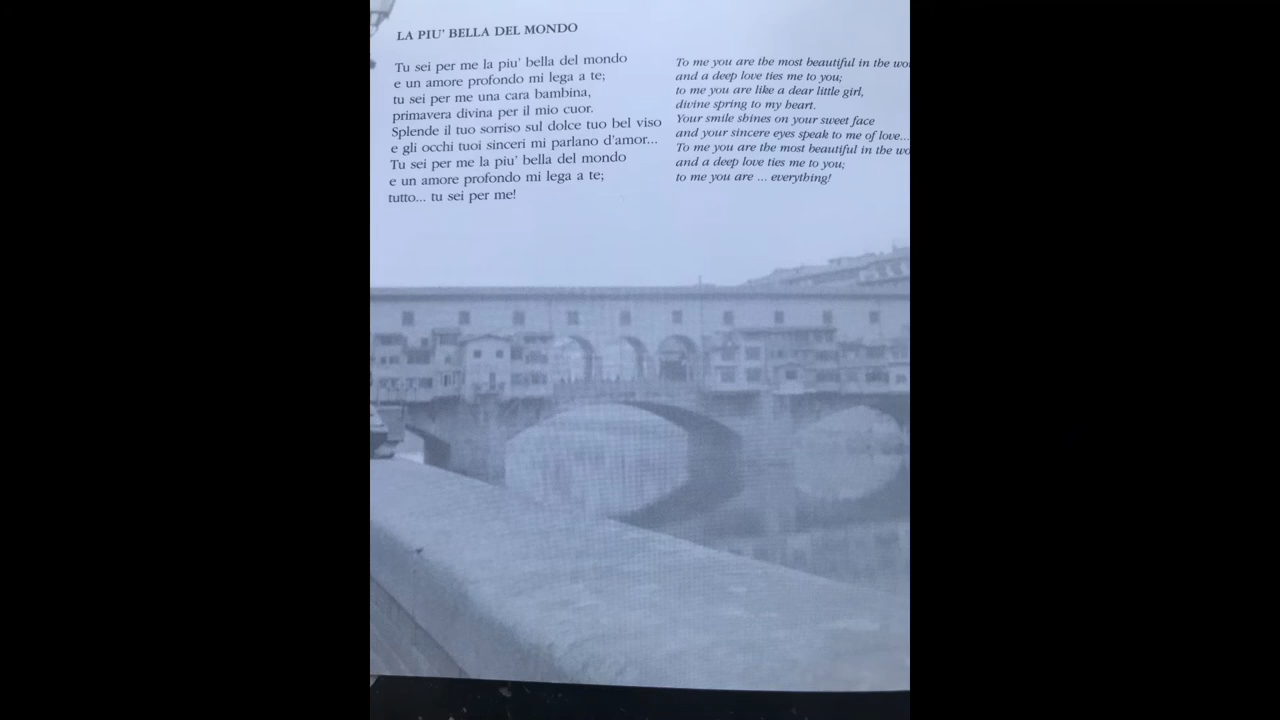 LA PIU' BELLA DEL MONDO
Tu sei per me la piu' bella del mondo
e un amore profondo mi lega a te;
tu sei per me una cara bambina,
primavera divina per il mio cuor.
Splende il tuo sorriso sul dolce tuo bel viso
e gli occhi tuoi sinceri mi parlano d'amor...
Tu sei per me la piu' bella del mondo
e un amore profondo mi lega a te;
tutto... tu sei per me!
To me you are the most beautiful in the wo
and a deep love ties me to you;
to me you are like a dear little girl,
divine spring to my heart.
Your smile shines on your sweet face
and your sincere eyes speak to me of love...
To me you are the most beautiful in the wo
and a deep love ties me to you;
to me you are ... everything!